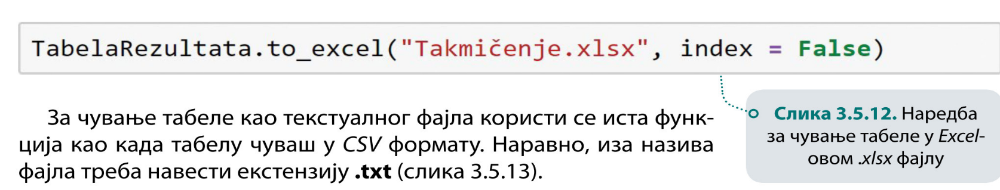 TabelaRezultata.to_excel("Takmičenje.xlsx", index = False)
За чување табеле као текстуалног фајла користи се иста функ-
ција као када табелу чуваш у CSV формату. Наравно, иза назива
фајла треба навести екстензију .txt (слика 3.5.13).
Слика 3.5.12. Наредба
за чување табеле у Excel-
овом .xlsx фајлу